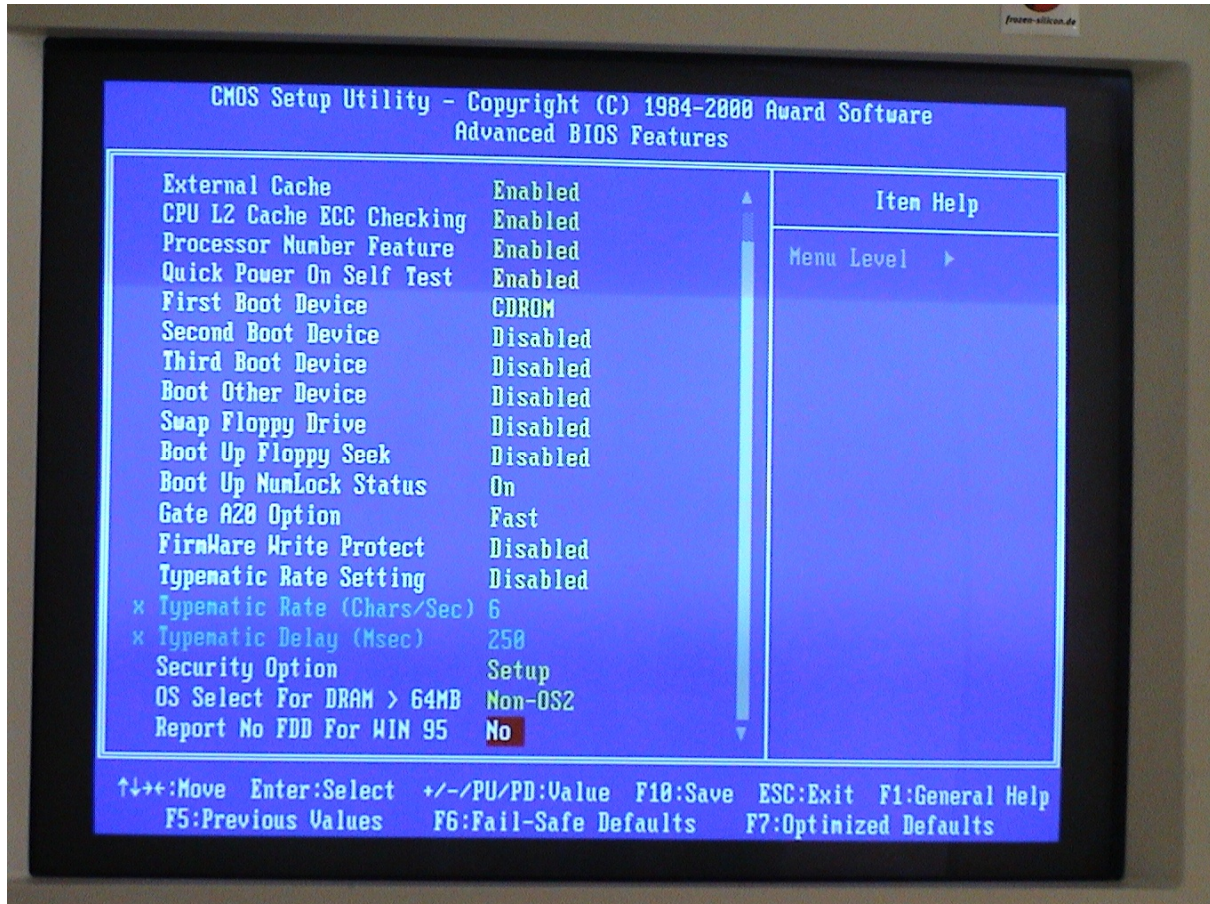 frozen-silicon.de
CMOS Setup Utility - Copyright (C) 1984-2000 Award Software
Advanced BIOS Features
External Cache Enabled
CPU L2 Cache ECC Checking Enabled
Processor Number Feature Enabled
Quick Power On Self Test Enabled
First Boot Device CDROM
Second Boot Device Disabled
Third Boot Device Disabled
Boot Other Device Disabled
Swap Floppy Drive Disabled
Boot Up Floppy Seek Disabled
Boot Up NumLock Status On
Gate A20 Option Fast
FirmWare Write Protect Disabled
Typematic Rate Setting Disabled
x Typematic Rate (Chars/Sec) 6
x Typematic Delay (Msec) 250
Security Option Setup
OS Select For DRAM > 64MB Non-OS2
Report No FDD For WIN 95 No
Item Help
Menu Level ▶
↑↓→←:Move Enter:Select +/-/PU/PD:Value F10:Save ESC:Exit F1:General Help
F5:Previous Values F6:Fail-Safe Defaults F7:Optimized Defaults